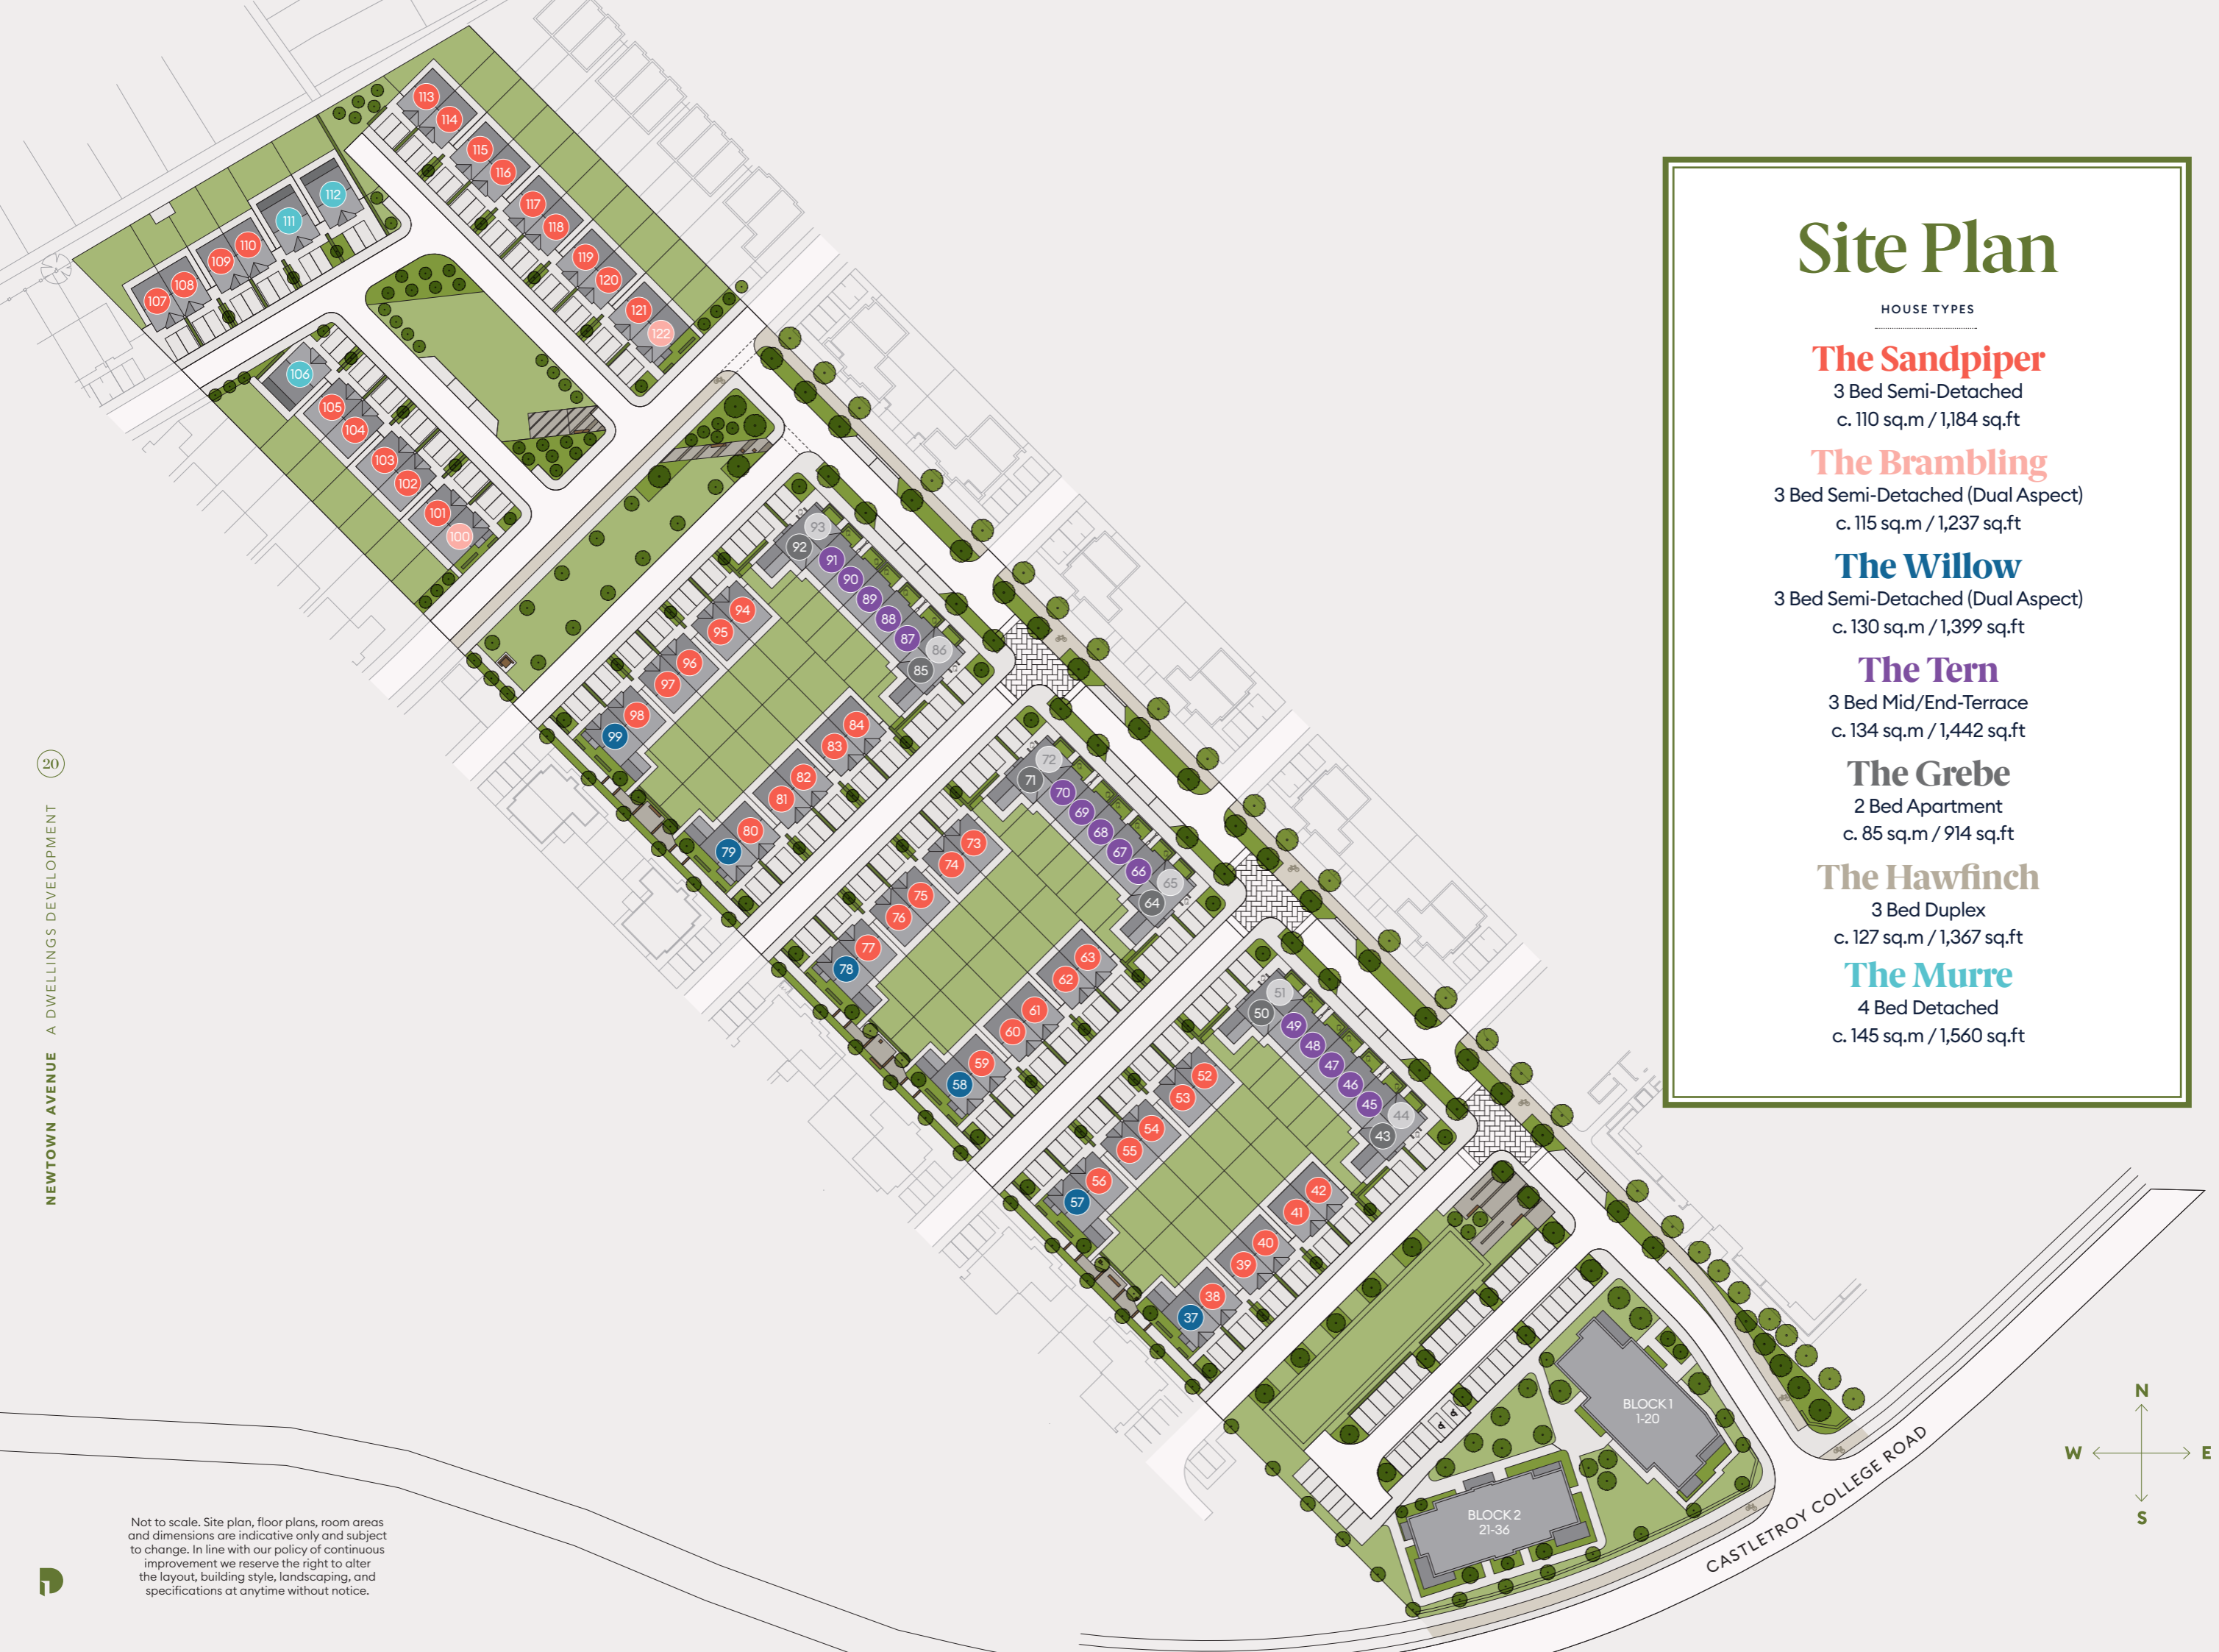 Site Plan
HOUSE TYPES
The Sandpiper
3 Bed Semi-Detached
c. 110 sq.m / 1,184 sq.ft
The Brambling
3 Bed Semi-Detached (Dual Aspect)
c. 115 sq.m / 1,237 sq.ft
The Willow
3 Bed Semi-Detached (Dual Aspect)
c. 130 sq.m / 1,399 sq.ft
The Tern
3 Bed Mid/End-Terrace
c. 134 sq.m / 1,442 sq.ft
The Grebe
2 Bed Apartment
c. 85 sq.m / 914 sq.ft
The Hawfinch
3 Bed Duplex
c. 127 sq.m / 1,367 sq.ft
The Murre
4 Bed Detached
c. 145 sq.m / 1,560 sq.ft
113
114
115
116
117
118
119
120
121
122
112
111
110
109
108
107
106
105
104
103
102
101
100
93
92
91
90
89
88
87
86
85
94
95
96
97
98
99
84
83
82
81
80
79
72
71
70
69
68
67
66
65
64
73
74
75
76
77
78
63
62
61
60
59
58
51
50
49
48
47
46
45
44
43
52
53
54
55
56
57
42
41
40
39
38
37
BLOCK 1
1-20
BLOCK 2
21-36
CASTLETROY COLLEGE ROAD
N
W
E
S
20
NEWTOWN AVENUE A DWELLINGS DEVELOPMENT
Not to scale. Site plan, floor plans, room areas
and dimensions are indicative only and subject
to change. In line with our policy of continuous
improvement we reserve the right to alter
the layout, building style, landscaping, and
specifications at anytime without notice.